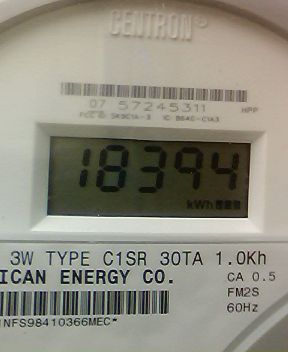 CENTRON®
07 57245311 HPP
18394
kWh
3W TYPE C1SR 30TA 1.0Kh
ICAN ENERGY CO. CA 0.5
FM2S
60Hz
NFS98410366MEC*